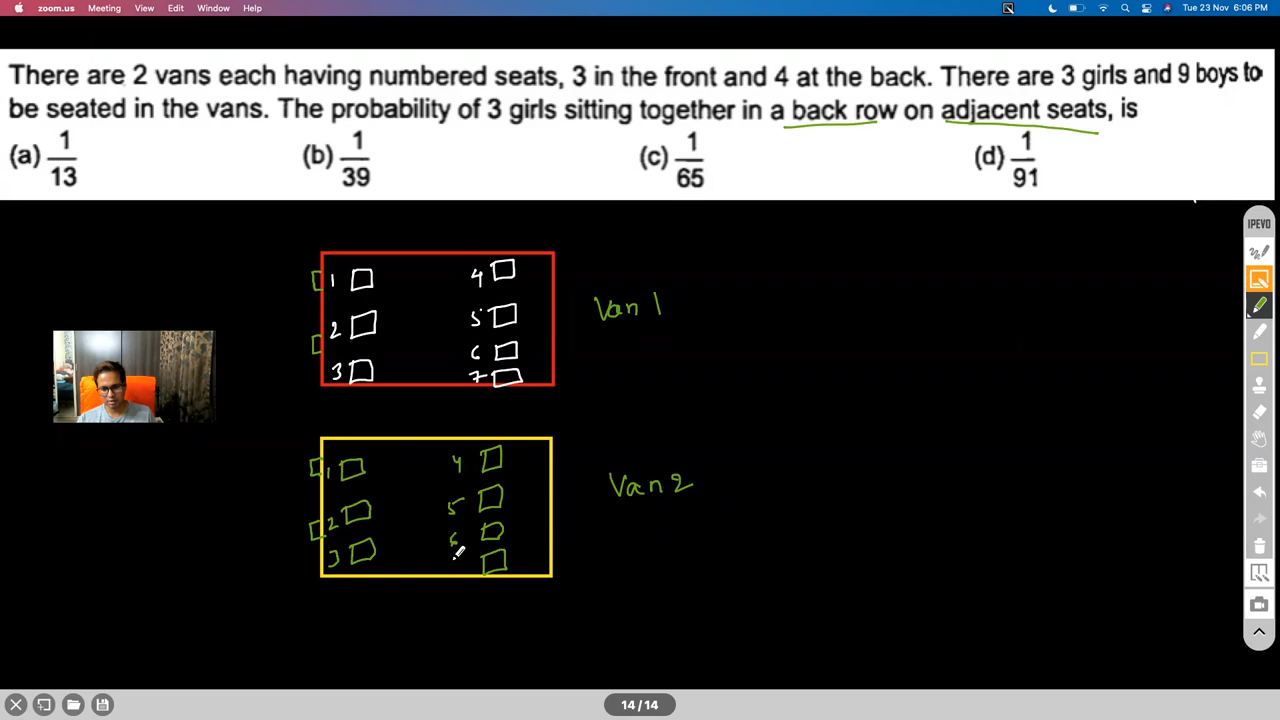 zoom.us Meeting View Edit Window Help Tue 23 Nov 6:06 PM
There are 2 vans each having numbered seats, 3 in the front and 4 at the back. There are 3 girls and 9 boys to
be seated in the vans. The probability of 3 girls sitting together in a back row on adjacent seats, is
(a) 1/13 (b) 1/39 (c) 1/65 (d) 1/91
IPEVO
1 4
2 5
3 6
7
Van 1
1 4
2 5
3 6
Van 2
14 / 14